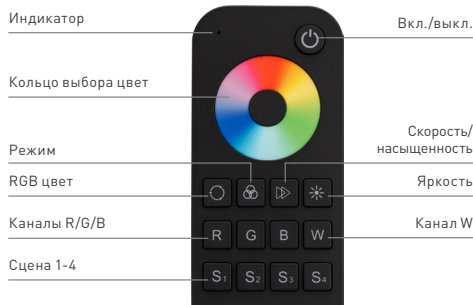 Индикатор
Вкл./выкл.
Кольцо выбора цвет
Скорость/
насыщенность
Режим
RGB цвет
Яркость
Каналы R/G/B
Канал W
R G B W
Сцена 1-4
S1 S2 S3 S4